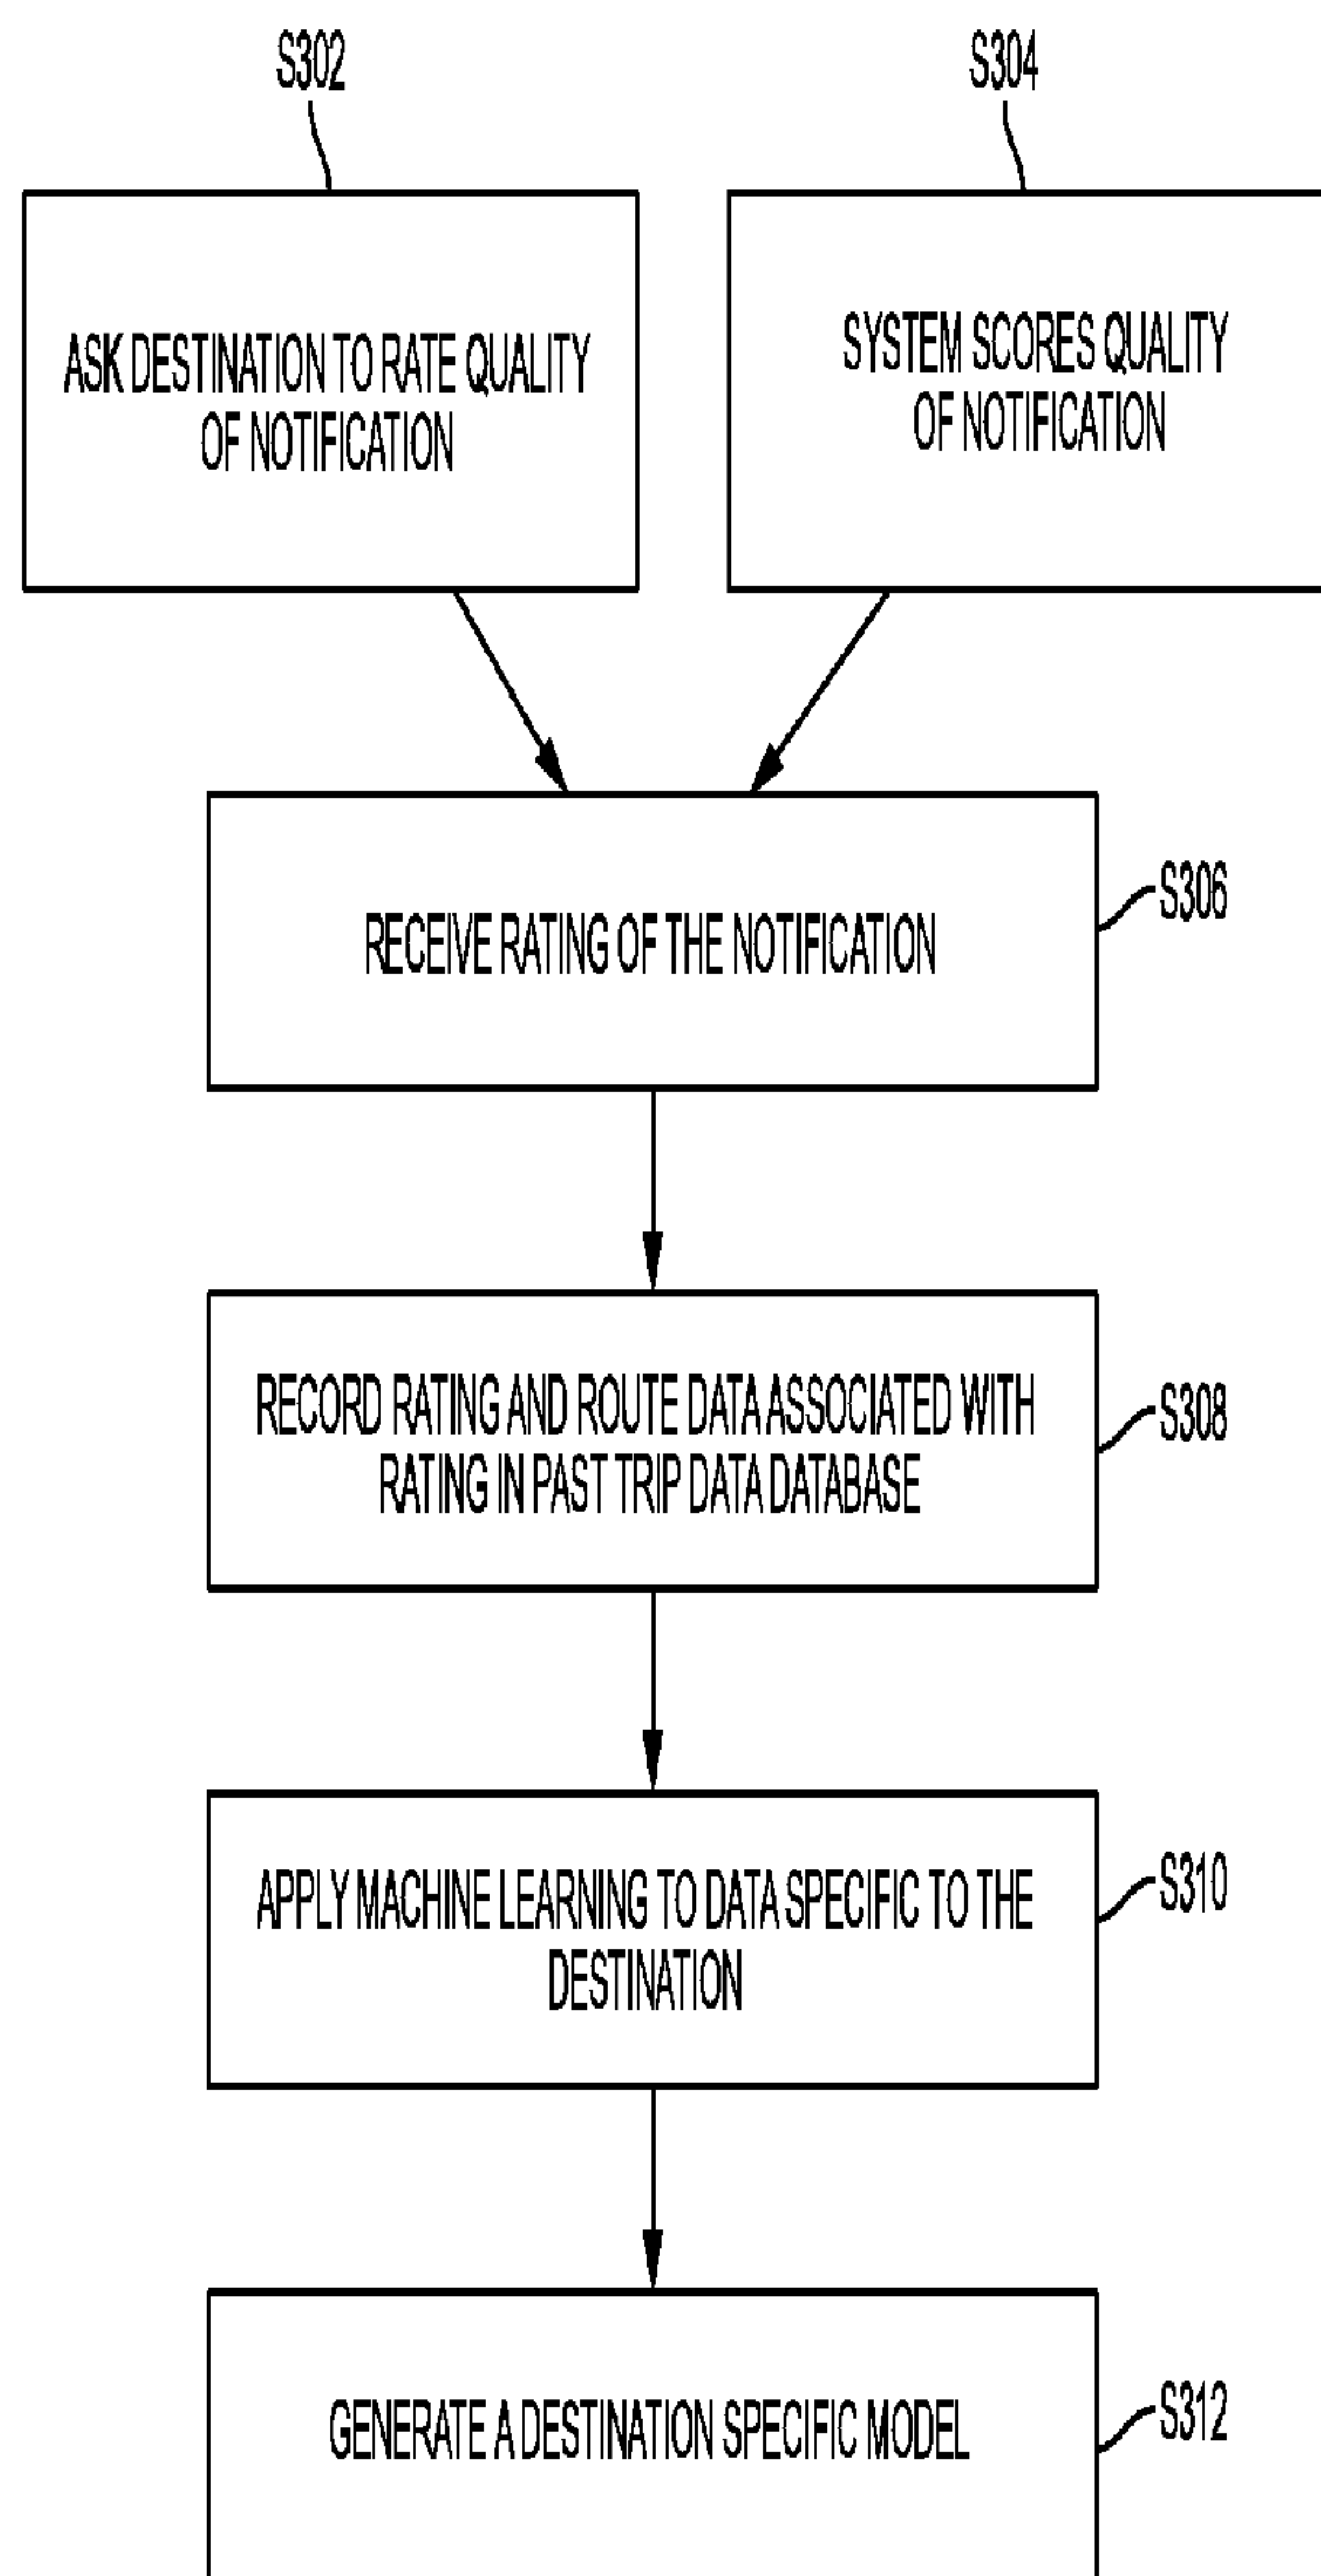 S302
S304
ASK DESTINATION TO RATE QUALITY
OF NOTIFICATION
SYSTEM SCORES QUALITY
OF NOTIFICATION
RECEIVE RATING OF THE NOTIFICATION
S306
RECORD RATING AND ROUTE DATA ASSOCIATED WITH
RATING IN PAST TRIP DATA DATABASE
S308
APPLY MACHINE LEARNING TO DATA SPECIFIC TO THE
DESTINATION
S310
GENERATE A DESTINATION SPECIFIC MODEL
S312